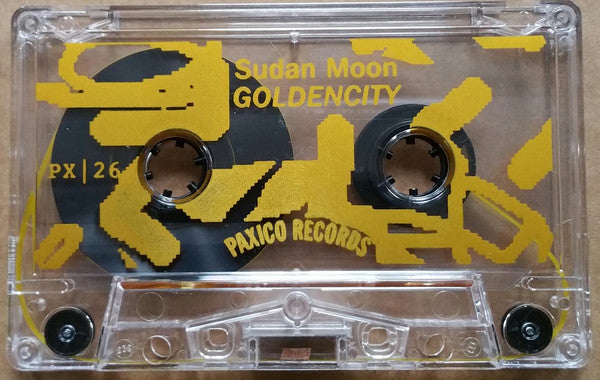 Sudan Moon
GOLDENCITY
PX|26
PAXICO RECORDS